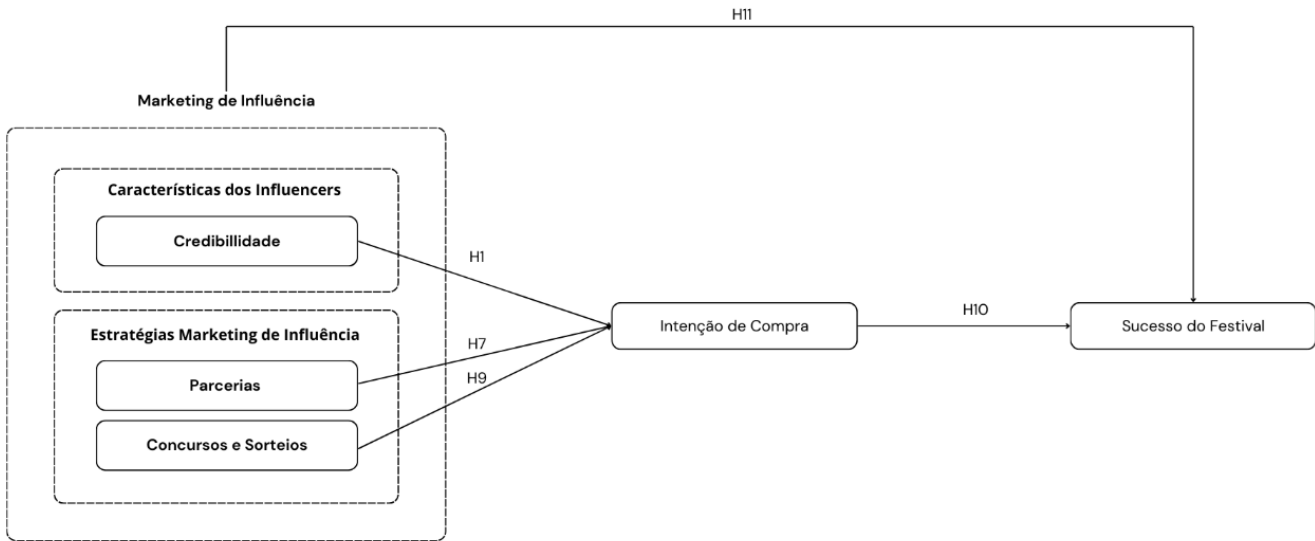 H11
Marketing de Influência
Características dos Influencers
Credibillidade
H1
Estratégias Marketing de Influência
Parcerias
H7
H9
Concursos e Sorteios
Intenção de Compra
H10
Sucesso do Festival